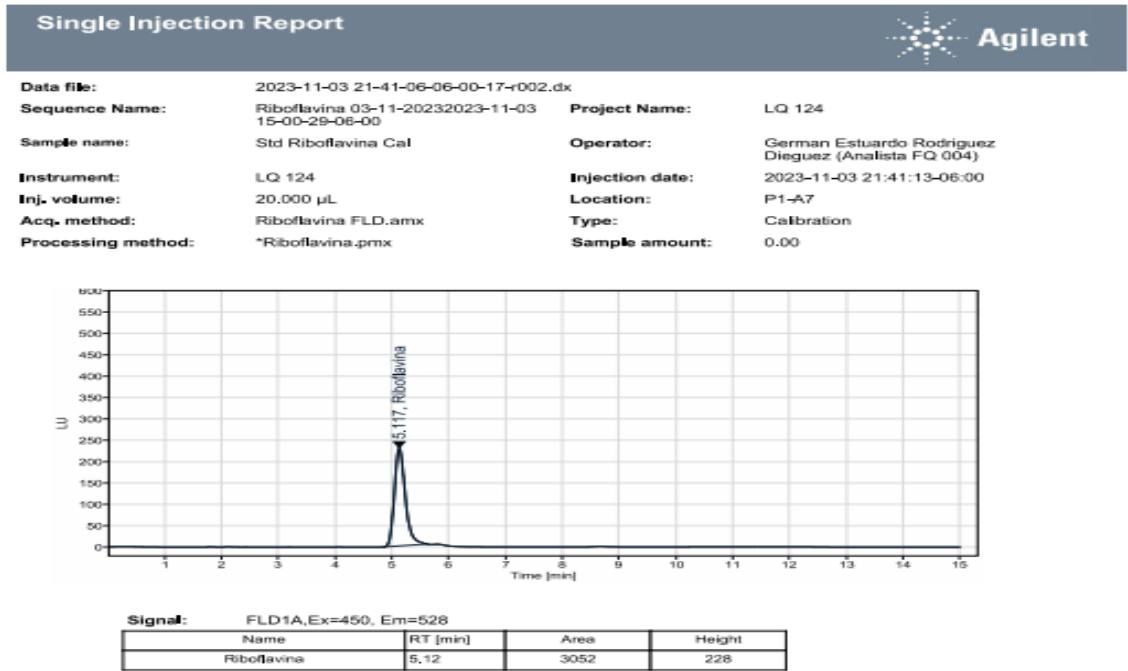 Single Injection Report
Agilent
Data file: 2023-11-03 21-41-06-06-00-17-r002.dx
Sequence Name: Riboflavina 03-11-20232023-11-03 15-00-29-06-00 Project Name: LQ 124
Sample name: Std Riboflavina Cal Operator: German Estuardo Rodriguez Dieguez (Analista FQ 004)
Instrument: LQ 124 Injection date: 2023-11-03 21:41:13-06:00
Inj. volume: 20.000 µL Location: P1-A7
Acq. method: Riboflavina FLD.amx Type: Calibration
Processing method: *Riboflavina.pmx Sample amount: 0.00
600
550
500
450
400
350
300
250
200
150
100
50
0
LU
5.117, Riboflavina
1 2 3 4 5 6 7 8 9 10 11 12 13 14 15
Time [min]
Signal: FLD1A,Ex=450, Em=528
Name RT [min] Area Height
Riboflavina 5.12 3052 228